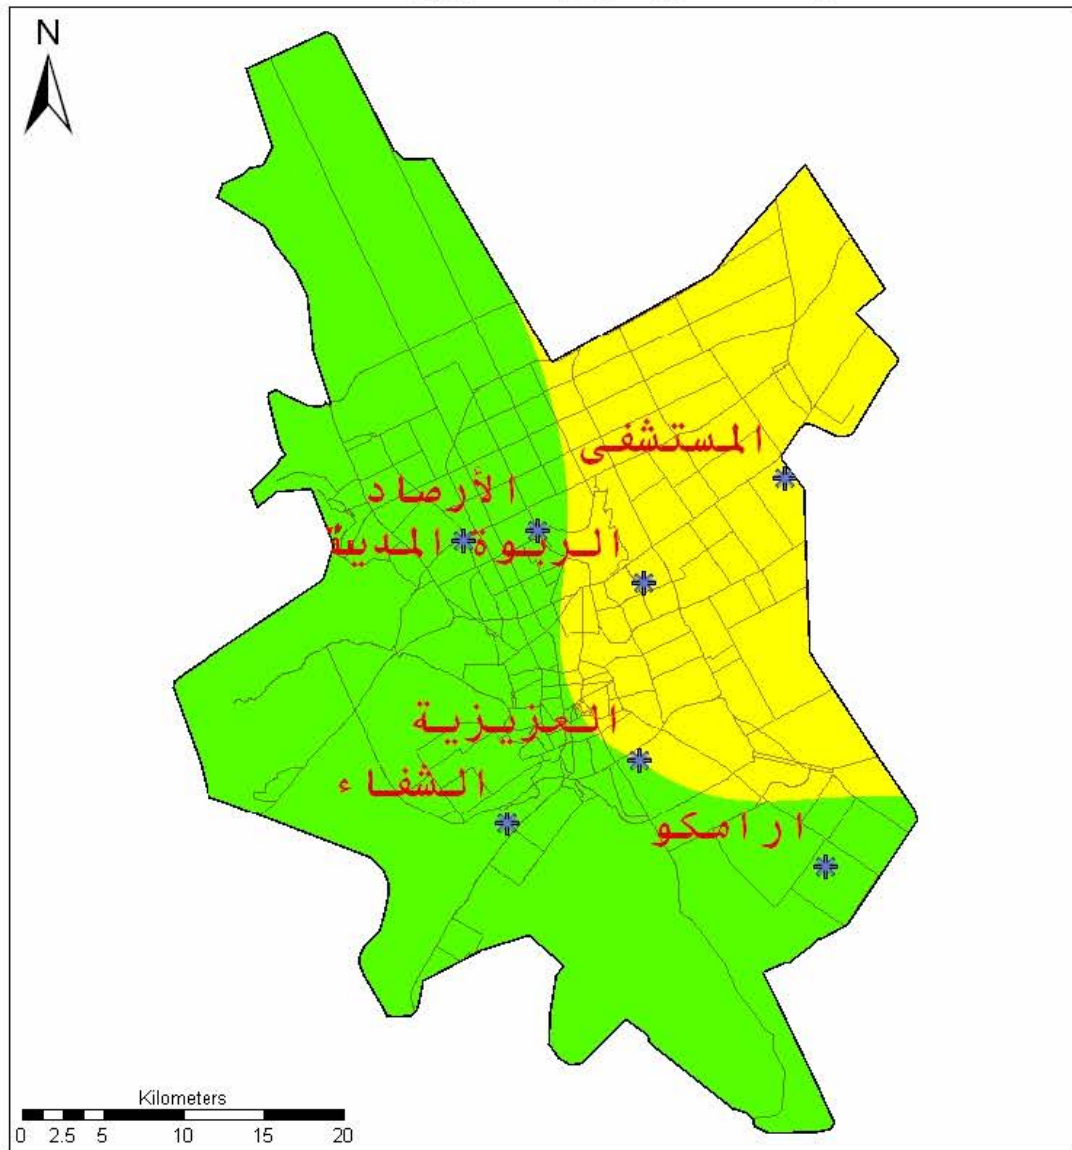 N
المستشفى
الأرصاد
الربوة المدينة
العزيزية
الشفاء
ارامكو
Kilometers
0 2.5 5 10 15 20